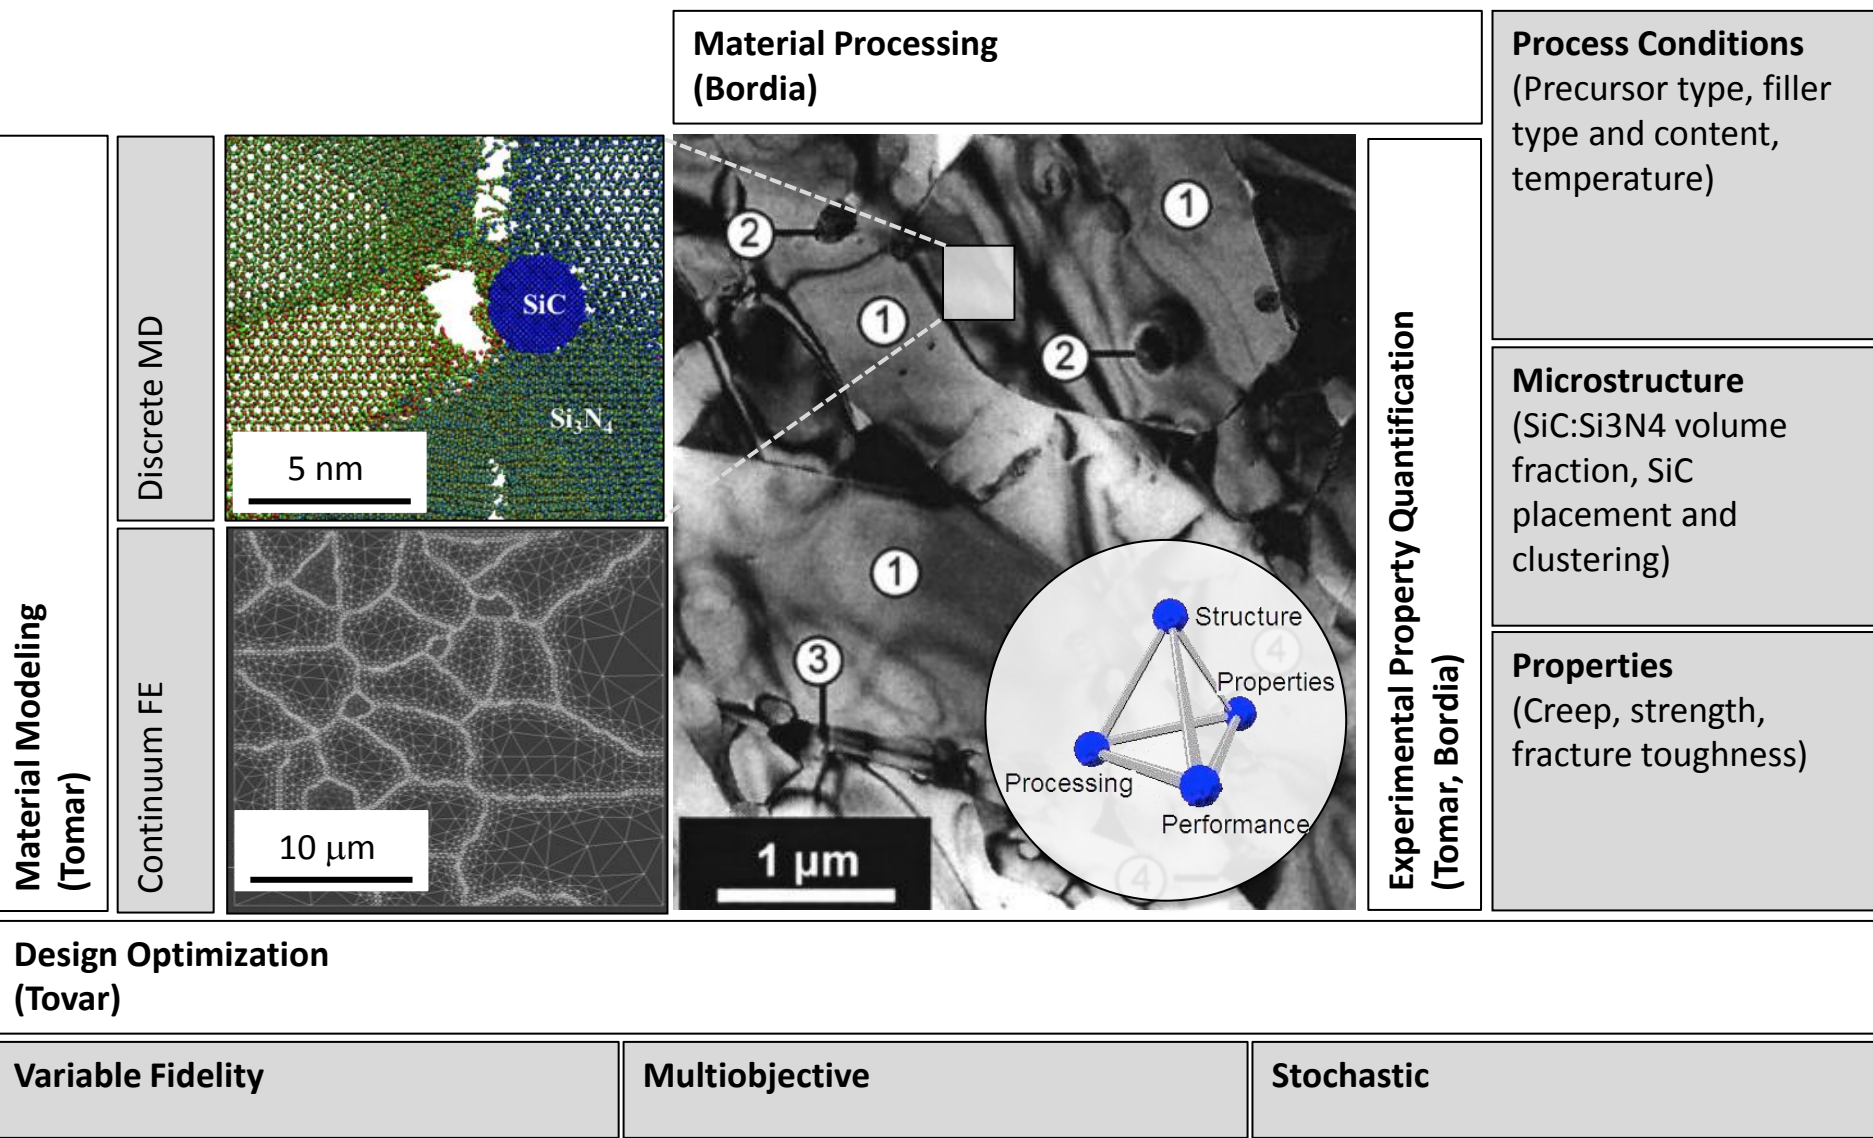 Material Processing
(Bordia)
Process Conditions
(Precursor type, filler
type and content,
temperature)
Microstructure
(SiC:Si3N4 volume
fraction, SiC
placement and
clustering)
Properties
(Creep, strength,
fracture toughness)
Material Modeling
(Tomar)
Discrete MD
Continuum FE
SiC
Si₃N₄
5 nm
10 μm
1
2
1
2
1
3
4
4
1 μm
Structure
Properties
Processing
Performance
Experimental Property Quantification
(Tomar, Bordia)
Design Optimization
(Tovar)
Variable Fidelity
Multiobjective
Stochastic